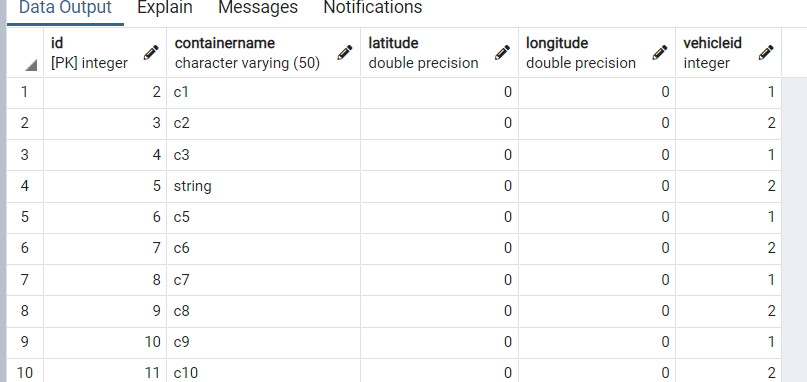 Data Output Explain Messages Notifications
id containername latitude longitude vehicleid
[PK] integer character varying (50) double precision double precision integer
1 2 c1 0 0 1
2 3 c2 0 0 2
3 4 c3 0 0 1
4 5 string 0 0 2
5 6 c5 0 0 1
6 7 c6 0 0 2
7 8 c7 0 0 1
8 9 c8 0 0 2
9 10 c9 0 0 1
10 11 c10 0 0 2